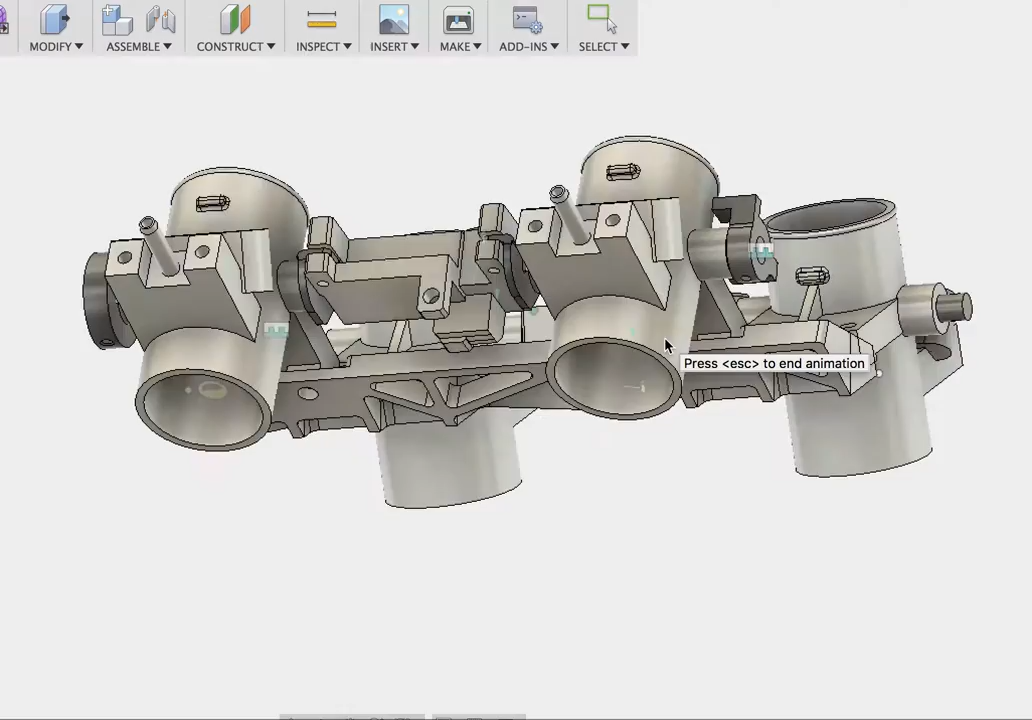 MODIFY ASSEMBLE CONSTRUCT INSPECT INSERT MAKE ADD-INS SELECT
Press <esc> to end animation